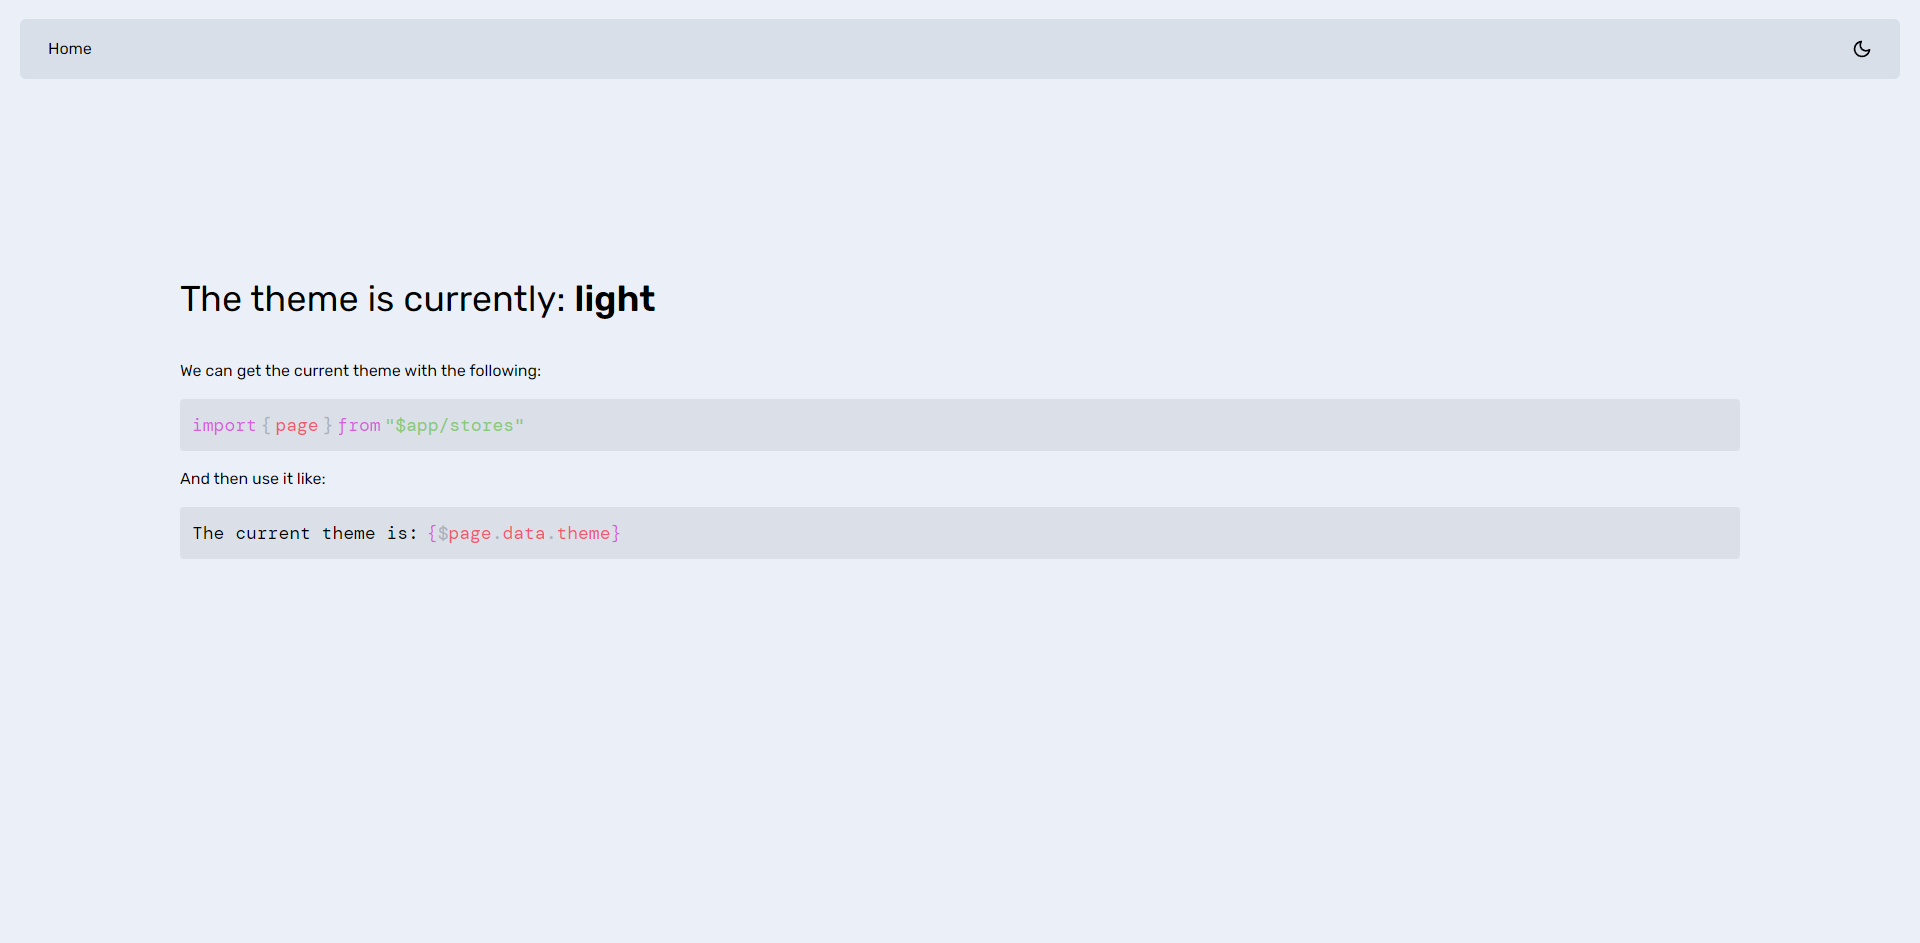 Home
The theme is currently: light
We can get the current theme with the following:
import { page } from "$app/stores"
And then use it like:
The current theme is: {$page.data.theme}